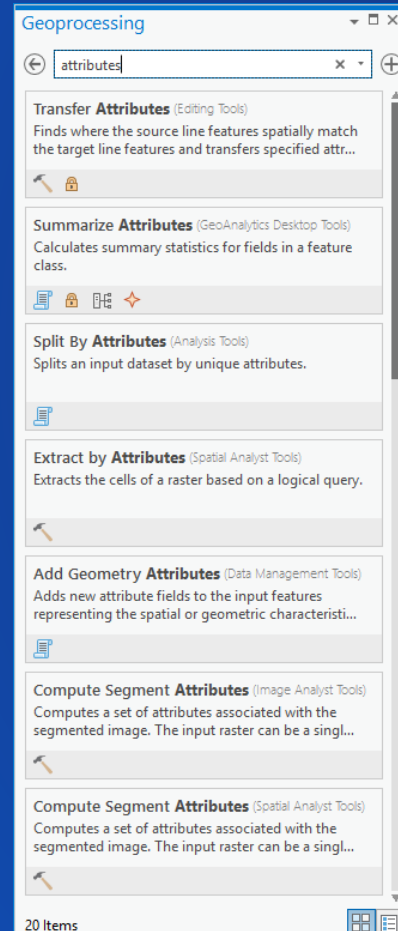 Geoprocessing
attributes
Transfer Attributes (Editing Tools)
Finds where the source line features spatially match
the target line features and transfers specified attr...
Summarize Attributes (GeoAnalytics Desktop Tools)
Calculates summary statistics for fields in a feature
class.
Split By Attributes (Analysis Tools)
Splits an input dataset by unique attributes.
Extract by Attributes (Spatial Analyst Tools)
Extracts the cells of a raster based on a logical query.
Add Geometry Attributes (Data Management Tools)
Adds new attribute fields to the input features
representing the spatial or geometric characteristi...
Compute Segment Attributes (Image Analyst Tools)
Computes a set of attributes associated with the
segmented image. The input raster can be a singl...
Compute Segment Attributes (Spatial Analyst Tools)
Computes a set of attributes associated with the
segmented image. The input raster can be a singl...
20 Items